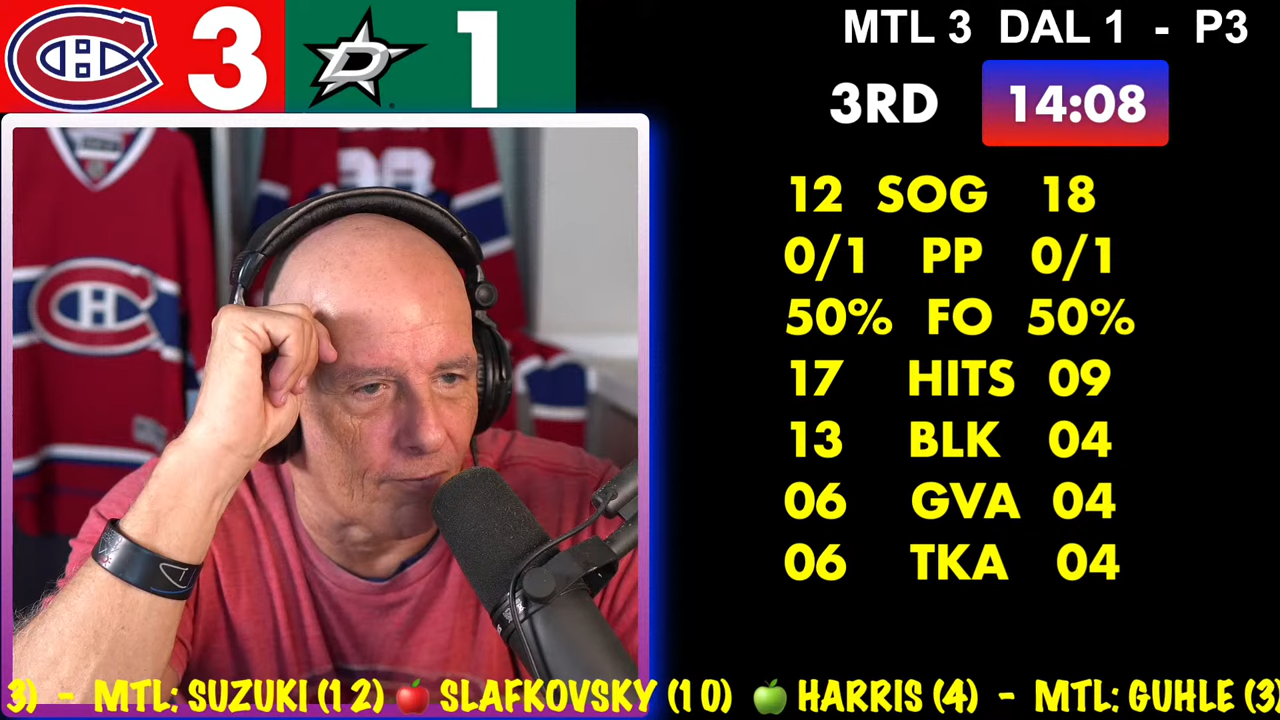 3 1
MTL 3 DAL 1 - P3
3RD 14:08
12 SOG 18
0/1 PP 0/1
50% FO 50%
17 HITS 09
13 BLK 04
06 GVA 04
06 TKA 04
3) - MTL: SUZUKI (12) SLAFKOVSKY (10) HARRIS (4) - MTL: GUHLE (3)